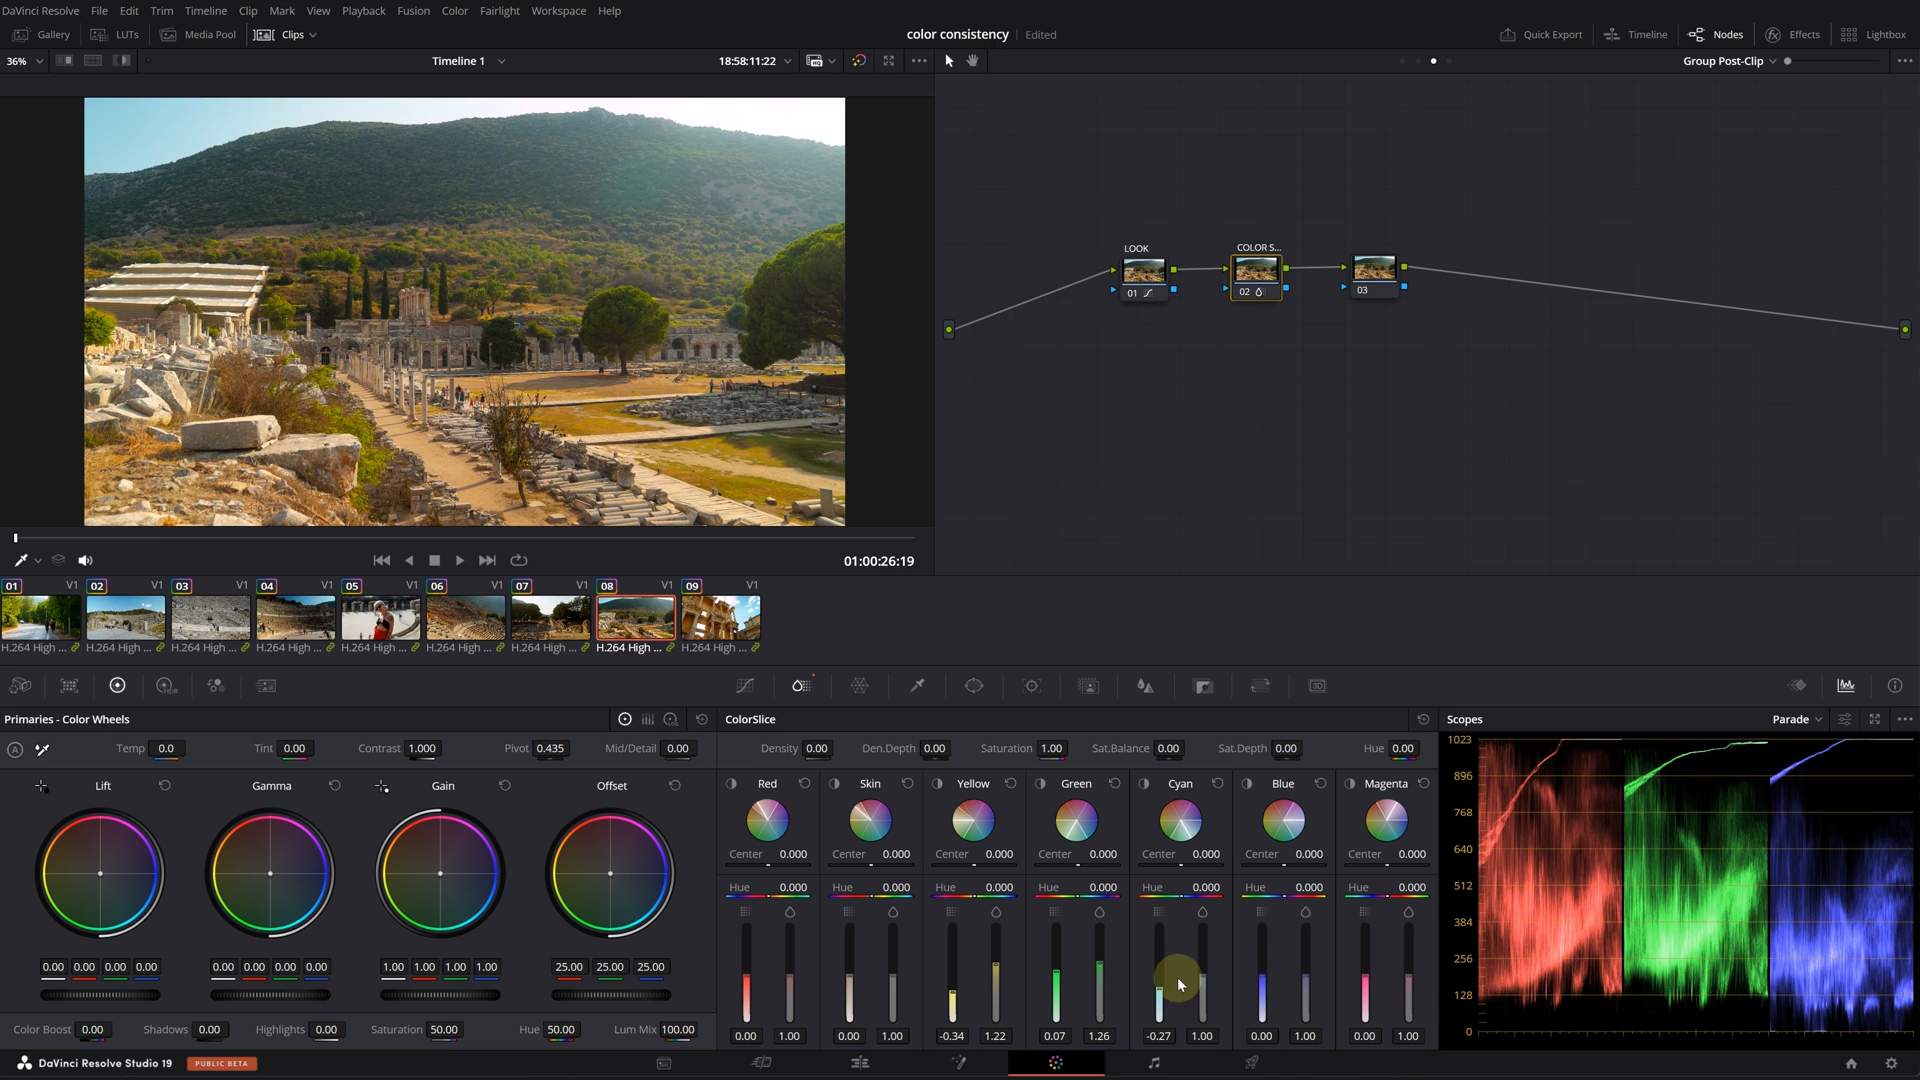 DaVinci Resolve File Edit Trim Timeline Clip Mark View Playback Fusion Color Fairlight Workspace Help
Gallery LUTs Media Pool Clips color consistency Edited Quick Export Timeline Nodes Effects Lightbox
36% Timeline 1 18:58:11:22 Group Post-Clip
LOOK COLOR S...
01 02 03
01:00:26:19
01 V1 02 V1 03 V1 04 V1 05 V1 06 V1 07 V1 08 V1 09 V1
H.264 High ... H.264 High ... H.264 High ... H.264 High ... H.264 High ... H.264 High ... H.264 High ... H.264 High ... H.264 High ...
HDR 3D
Primaries - Color Wheels ColorSlice Scopes Parade
A Temp 0.0 Tint 0.00 Contrast 1.000 Pivot 0.435 Mid/Detail 0.00 Density 0.00 Den.Depth 0.00 Saturation 1.00 Sat.Balance 0.00 Sat.Depth 0.00 Hue 0.00
Lift Gamma Gain Offset Red Skin Yellow Green Cyan Blue Magenta
Center 0.000 Center 0.000 Center 0.000 Center 0.000 Center 0.000 Center 0.000 Center 0.000
Hue 0.000 Hue 0.000 Hue 0.000 Hue 0.000 Hue 0.000 Hue 0.000 Hue 0.000
0.00 0.00 0.00 0.00 0.00 0.00 0.00 0.00 1.00 1.00 1.00 1.00 25.00 25.00 25.00
Color Boost 0.00 Shadows 0.00 Highlights 0.00 Saturation 50.00 Hue 50.00 Lum Mix 100.00
0.00 1.00 0.00 1.00 -0.34 1.22 0.07 1.26 -0.27 1.00 0.00 1.00 0.00 1.00
1023
896
768
640
512
384
256
128
0
DaVinci Resolve Studio 19 PUBLIC BETA